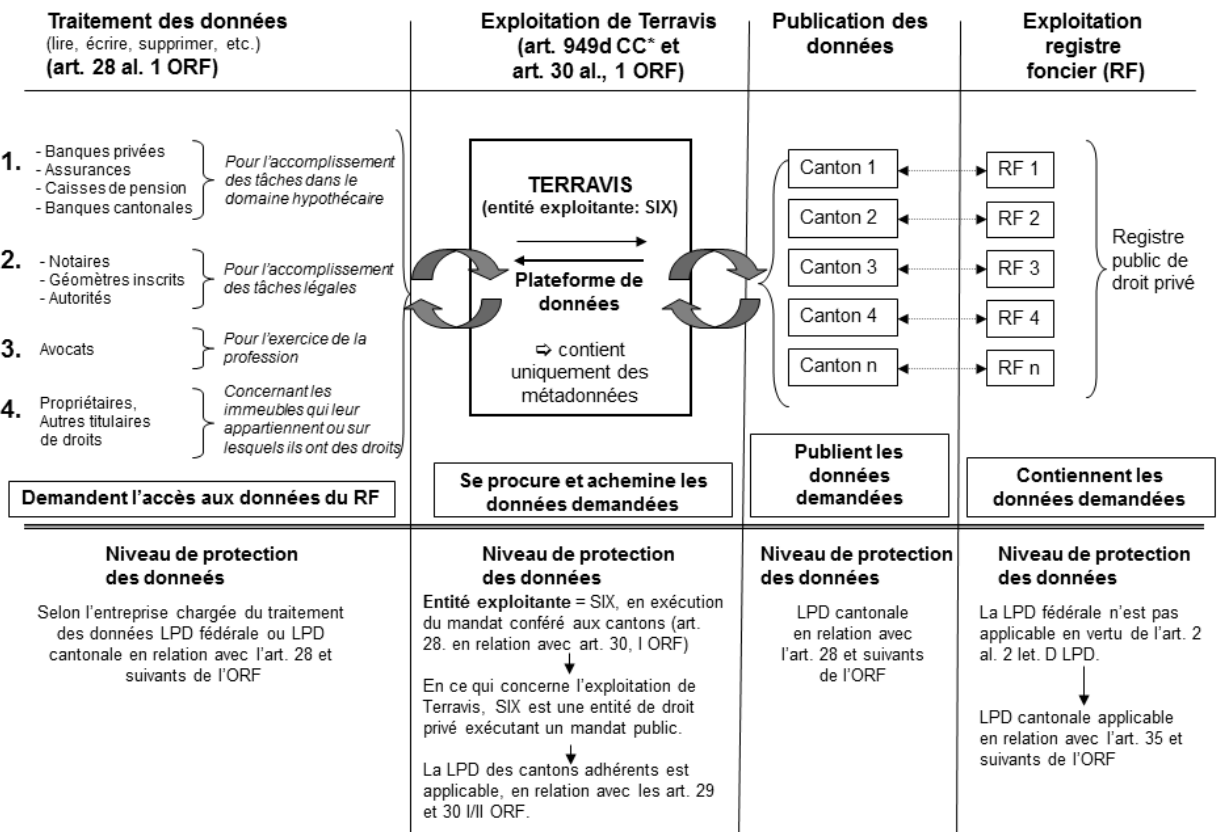 Traitement des données
(lire, écrire, supprimer, etc.)
(art. 28 al. 1 ORF)
Exploitation de Terravis
(art. 949d CC* et
art. 30 al., 1 ORF)
Publication des
données
Exploitation
registre
foncier (RF)
1.
- Banques privées
- Assurances
- Caisses de pension
- Banques cantonales
Pour l'accomplissement
des tâches dans le
domaine hypothécaire
2.
- Notaires
- Géomètres inscrits
- Autorités
Pour l'accomplissement
des tâches légales
3.
Avocats
Pour l'exercice de la
profession
4.
Propriétaires,
Autres titulaires
de droits
Concernant les
immeubles qui leur
appartiennent ou sur
lesquels ils ont des droits
TERRAVIS
(entité exploitante: SIX)
Plateforme de
données
⇨ contient
uniquement des
métadonnées
Canton 1
Canton 2
Canton 3
Canton 4
Canton n
RF 1
RF 2
RF 3
RF 4
RF n
Registre
public de
droit privé
Demandent l'accès aux données du RF
Se procure et achemine les
données demandées
Publient les
données
demandées
Contiennent les
données demandées
Niveau de protection
des donneés
Selon l'entreprise chargée du traitement
des données LPD fédérale ou LPD
cantonale en relation avec l'art. 28 et
suivants de l'ORF
Niveau de protection
des données
Entité exploitante = SIX, en exécution
du mandat conféré aux cantons (art.
28. en relation avec art. 30, I ORF)
En ce qui concerne l'exploitation de
Terravis, SIX est une entité de droit
privé exécutant un mandat public.
La LPD des cantons adhérents est
applicable, en relation avec les art. 29
et 30 I/II ORF.
Niveau de protection
des données
LPD cantonale
en relation avec
l'art. 28 et suivants
de l'ORF
Niveau de protection
des données
La LPD fédérale n'est pas
applicable en vertu de l'art. 2
al. 2 let. D LPD.
LPD cantonale applicable
en relation avec l'art. 35 et
suivants de l'ORF